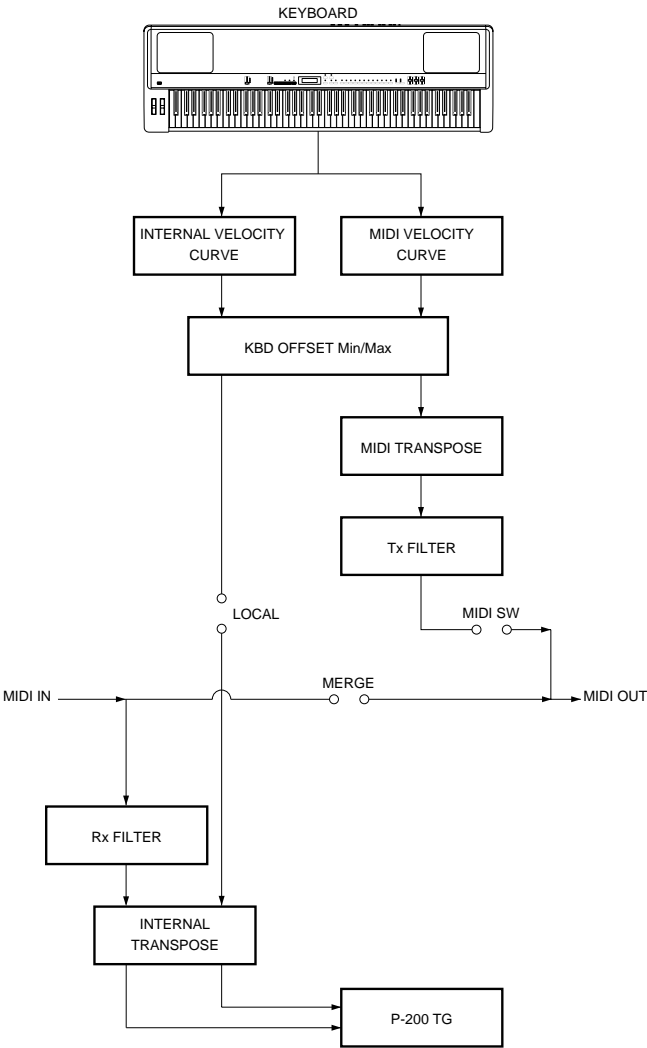 KEYBOARD
INTERNAL VELOCITY
CURVE
MIDI VELOCITY
CURVE
KBD OFFSET Min/Max
MIDI TRANSPOSE
Tx FILTER
LOCAL
MIDI SW
MERGE
MIDI IN
MIDI OUT
Rx FILTER
INTERNAL
TRANSPOSE
P-200 TG